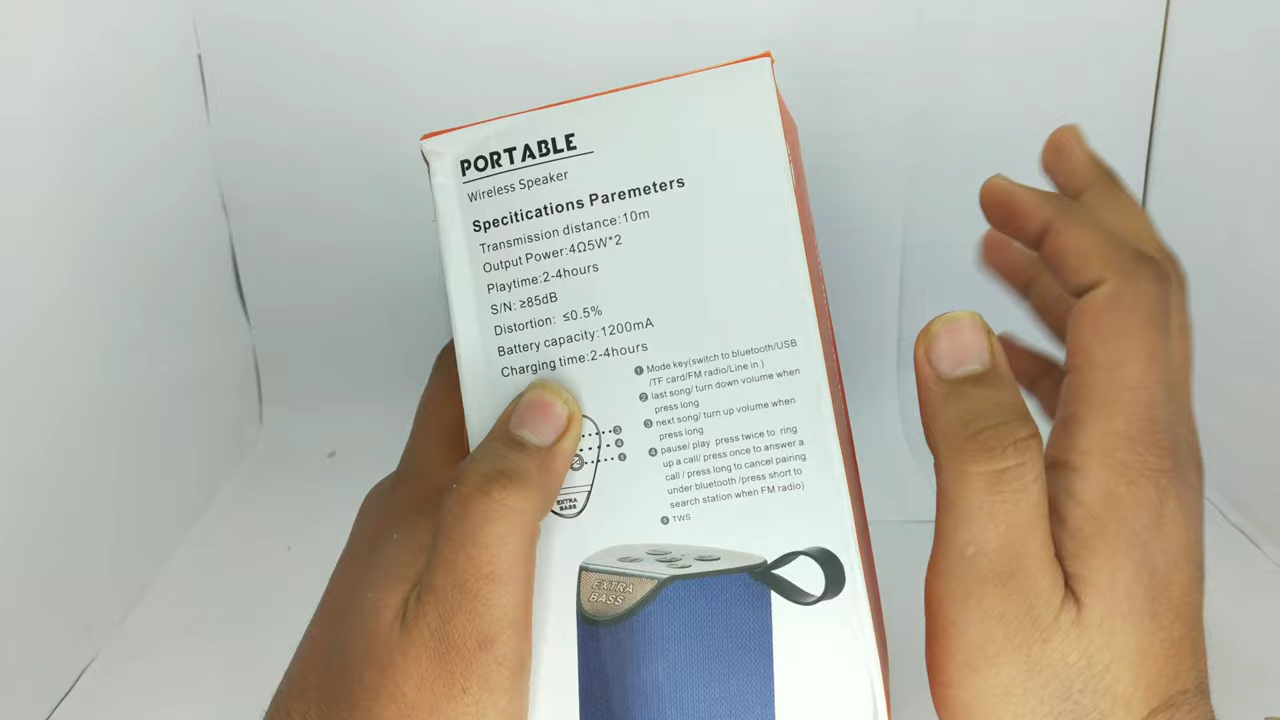 PORTABLE
Wireless Speaker
Specitications Paremeters
Transmission distance:10m
Output Power:4Ω5W*2
Playtime:2-4hours
S/N: ≥85dB
Distortion: ≤0.5%
Battery capacity:1200mA
Charging time:2-4hours
1 Mode key(switch to bluetooth/USB
/TF card/FM radio/Line in )
2 last song/ turn down volume when
press long
3 next song/ turn up volume when
press long
4 pause/ play press twice to ring
up a call/ press once to answer a
call / press long to cancel pairing
under bluetooth /press short to
search station when FM radio)
5 TWS
3
4
5
EXTRA
BASS
EXTRA
BASS